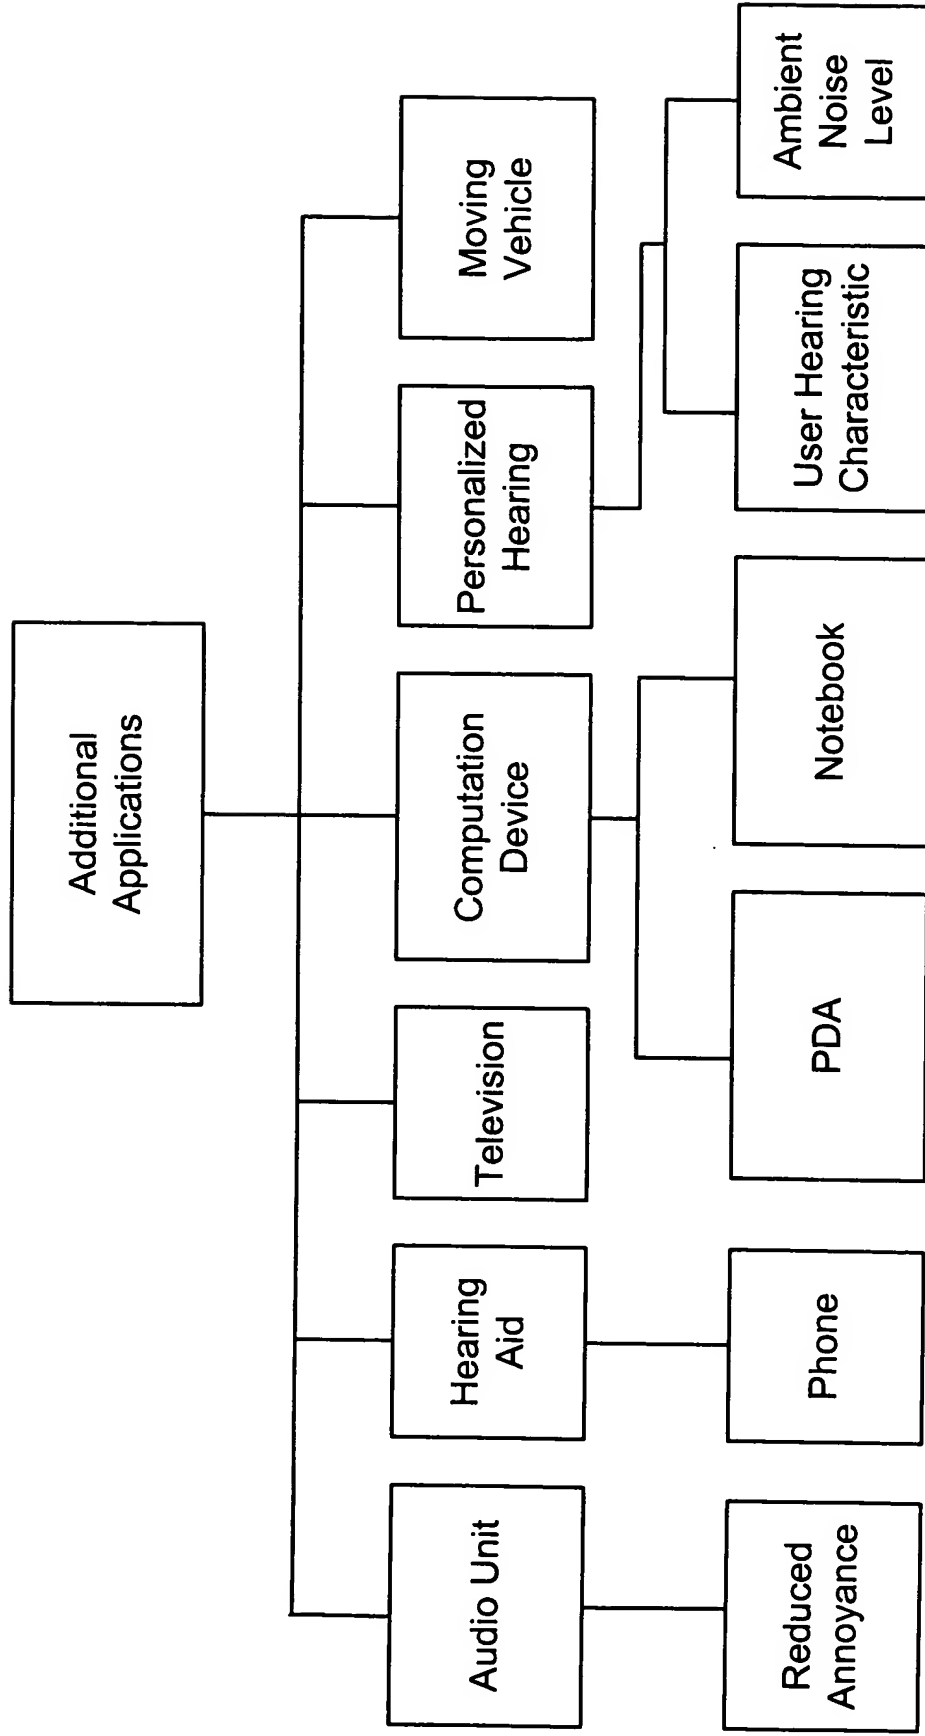 Additional
Applications
Audio Unit
Hearing
Aid
Television
Computation
Device
Personalized
Hearing
Moving
Vehicle
Reduced
Annoyance
Phone
PDA
Notebook
User Hearing
Characteristic
Ambient
Noise
Level